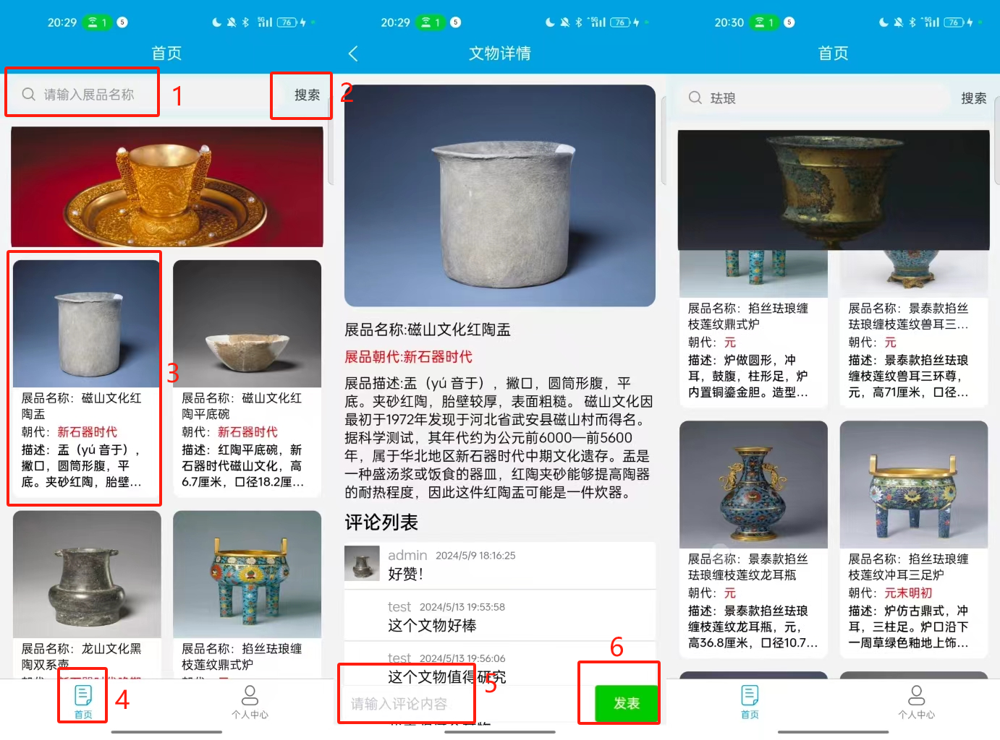 20:29
1
5
5G
76
首页
请输入展品名称
1
搜索
2
展品名称：磁山文化红
陶盂
朝代：新石器时代
描述：盂（yú 音于），
撇口，圆筒形腹，平
底。夹砂红陶，胎壁...
3
展品名称：磁山文化红
陶平底碗
朝代：新石器时代
描述：红陶平底碗，新
石器时代磁山文化，高
6.7厘米，口径18.2厘...
展品名称：龙山文化黑
陶双系壶
展品名称：掐丝珐琅缠
枝莲纹鼎式炉
首页
4
个人中心
20:29
1
5
5G
76
文物详情
展品名称:磁山文化红陶盂
展品朝代:新石器时代
展品描述:盂（yú 音于），撇口，圆筒形腹，平
底。夹砂红陶，胎壁较厚，表面粗糙。 磁山文化因
最初于1972年发现于河北省武安县磁山村而得名。
据科学测试，其年代约为公元前6000—前5600
年，属于华北地区新石器时代中期文化遗存。盂是
一种盛汤浆或饭食的器皿，红陶夹砂能够提高陶器
的耐热程度，因此这件红陶盂可能是一件炊器。
评论列表
admin 2024/5/9 18:16:25
好赞！
test 2024/5/13 19:53:58
这个文物好棒
test 2024/5/13 19:56:06
这个文物值得研究
请输入评论内容
5
6
发表
20:30
1
5
5G
76
首页
珐琅
搜索
展品名称：掐丝珐琅缠
枝莲纹鼎式炉
朝代：元
描述：炉做圆形，冲
耳，鼓腹，柱形足，炉
内置铜鎏金胆。造型...
展品名称：景泰款掐丝
珐琅缠枝莲纹兽耳三...
朝代：元
描述：景泰款掐丝珐琅
缠枝莲纹兽耳三环尊，
元，高71厘米，口径...
展品名称：景泰款掐丝
珐琅缠枝莲纹龙耳瓶
朝代：元
描述：景泰款掐丝珐琅
缠枝莲纹龙耳瓶，元，
高36.8厘米，口径10.7...
展品名称：掐丝珐琅缠
枝莲纹冲耳三足炉
朝代：元末明初
描述：炉仿古鼎式，冲
耳，三柱足。炉口沿下
一周草绿色釉地上饰...
首页
个人中心